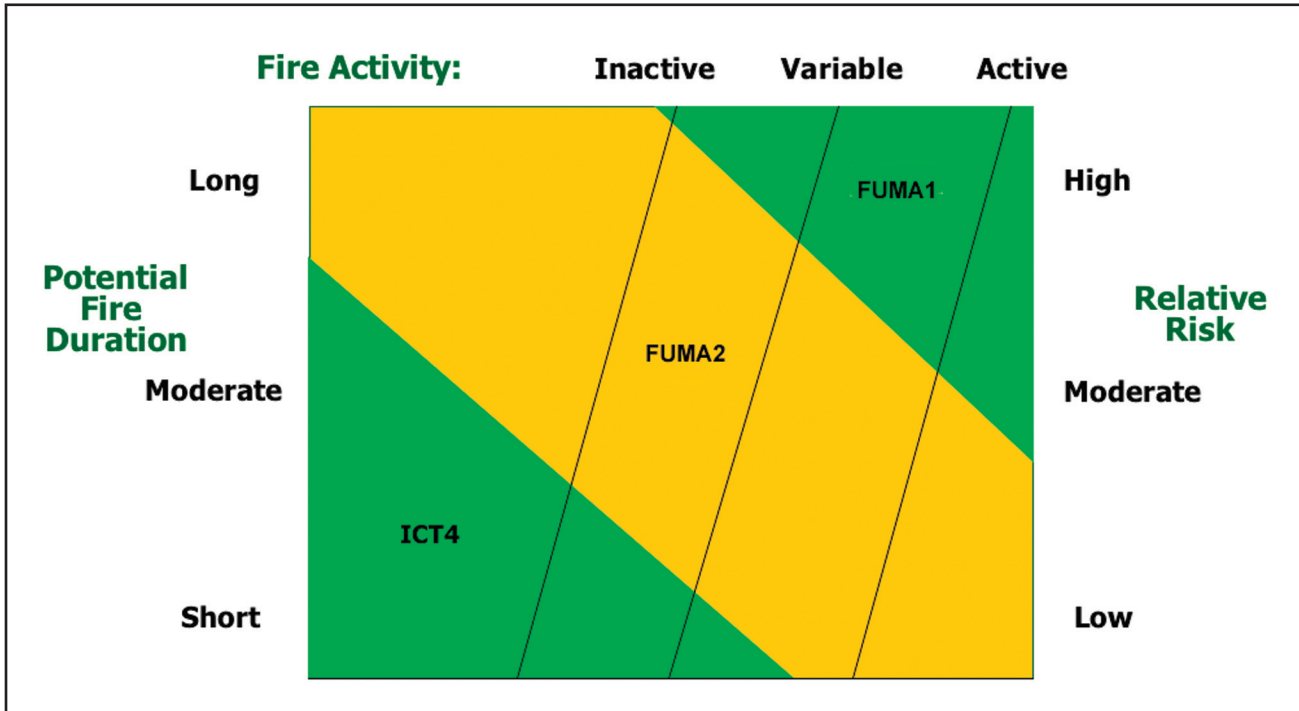 Fire Activity: Inactive Variable Active
Long
FUMA1
High
Potential
Fire
Duration
Relative
Risk
FUMA2
Moderate
Moderate
ICT4
Short
Low